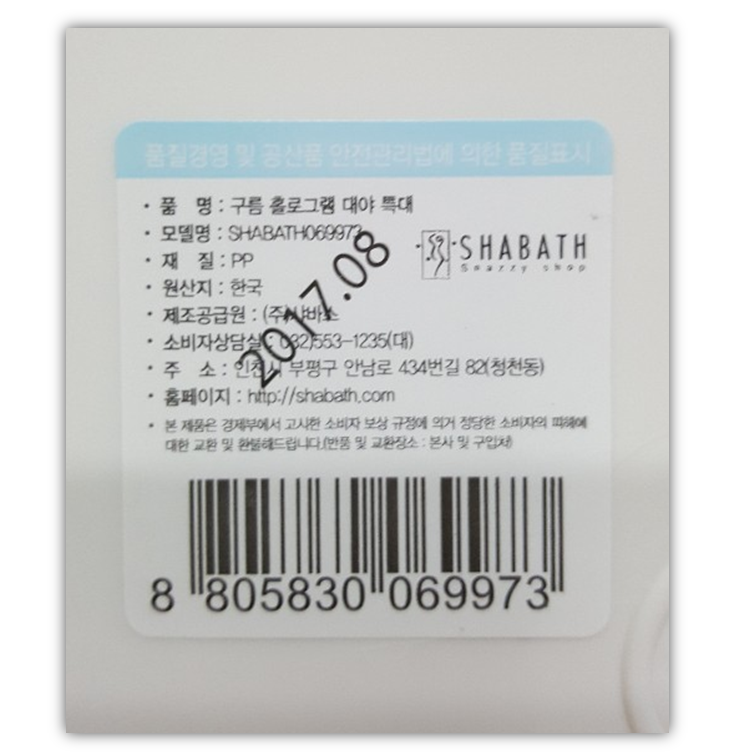 품질경영 및 공산품 안전관리법에 의한 품질표시
· 품 명 : 구름 홀로그램 대야 특대
· 모델명 : SHABATH069973
· 재 질 : PP
· 원산지 : 한국
· 제조공급원 : (주)샤바스
· 소비자상담실 : 032)553-1235(대)
· 주 소 : 인천시 부평구 안남로 434번길 82(청천동)
· 홈페이지 : http://shabath.com
· 본 제품은 경제부에서 고시한 소비자 보상 규정에 의거 정당한 소비자의 피해에
대한 교환 및 환불해드립니다.(반품 및 교환장소 : 본사 및 구입처)
SHABATH
Snazzy shop
2017.08
8 805830 069973